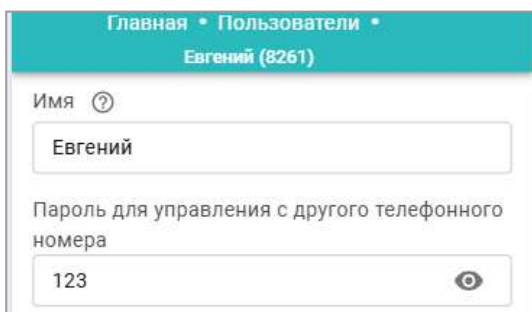 Главная • Пользователи •
Евгений (8261)
Имя
Евгений
Пароль для управления с другого телефонного
номера
123